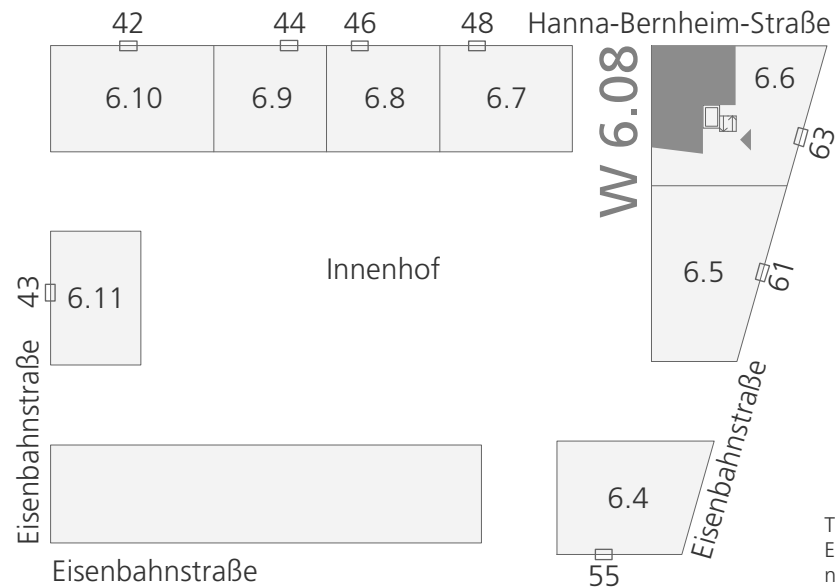 42
44
46
48
Hanna-Bernheim-Straße
6.10
6.9
6.8
6.7
W 6.08
6.6
63
Innenhof
6.5
61
43
6.11
Eisenbahnstraße
Eisenbahnstraße
6.4
Eisenbahnstraße
55
T
E
n